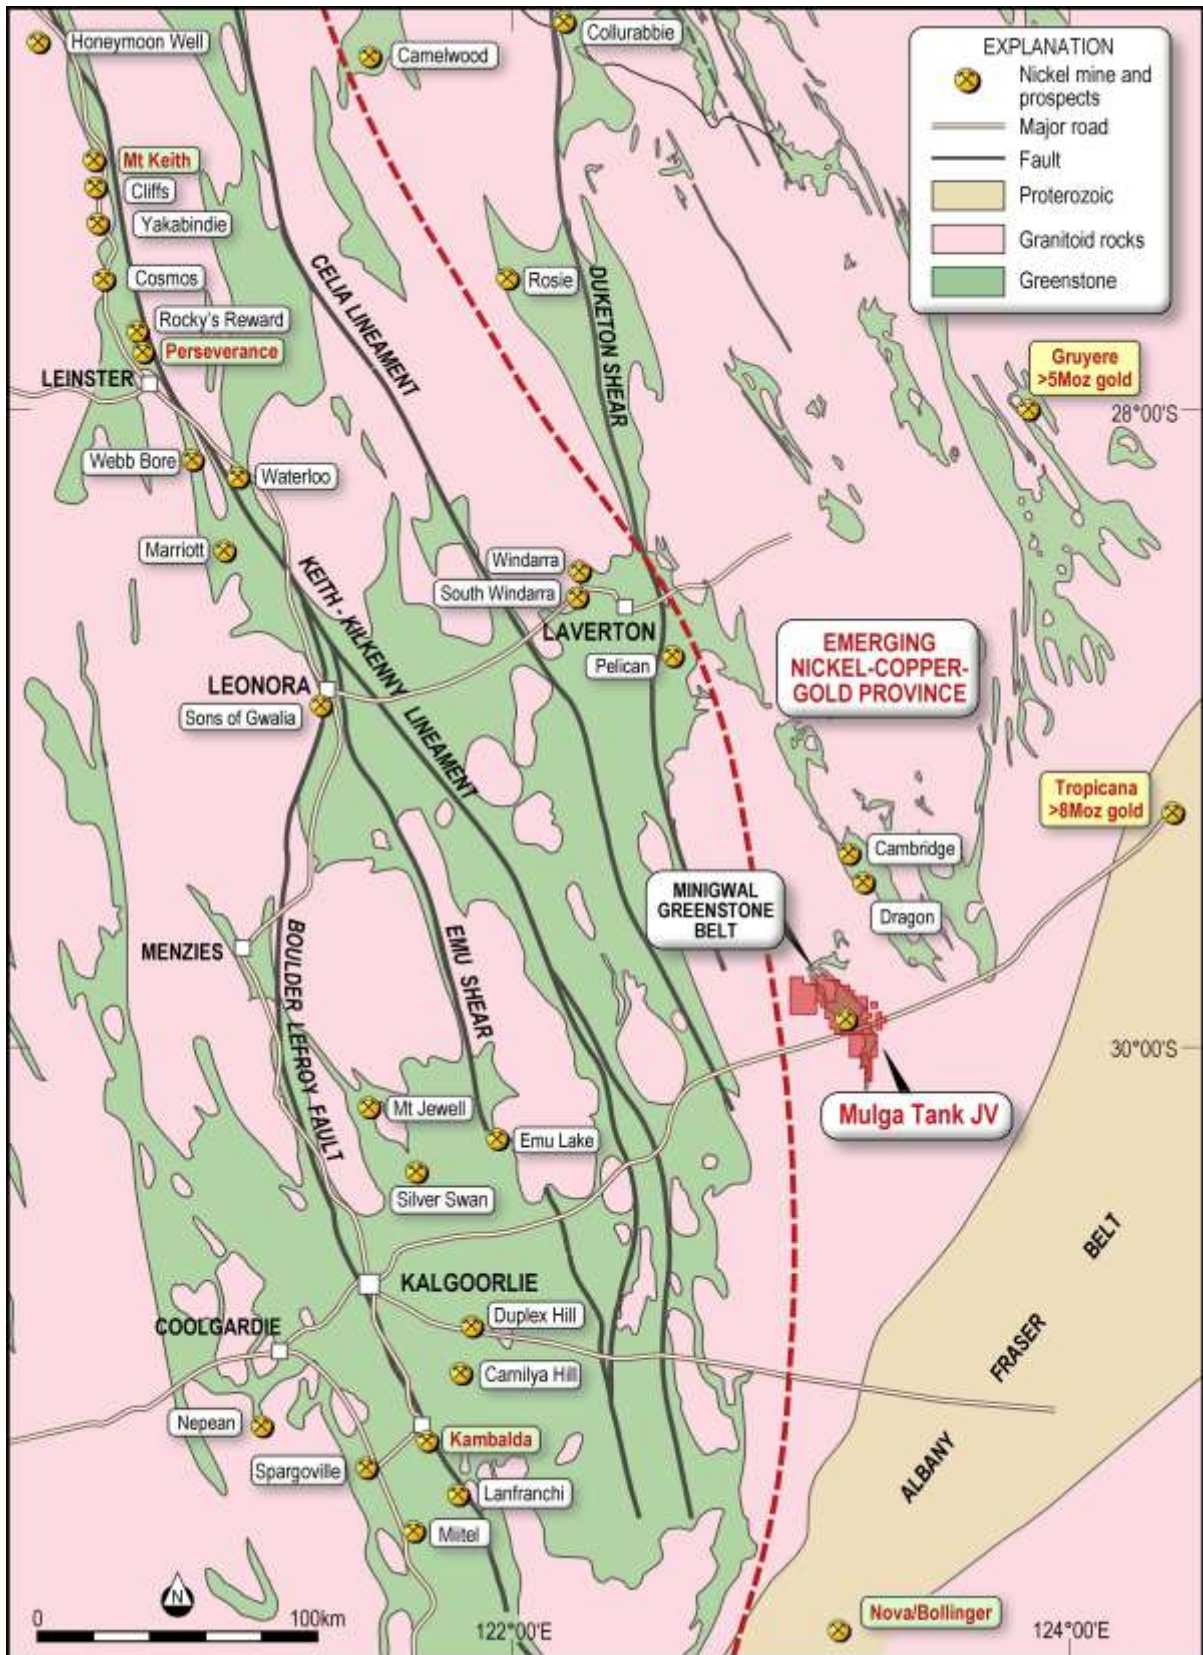 Honeymoon Well
Camelwood
Collurabbie
EXPLANATION
Nickel mine and
prospects
Major road
Fault
Proterozoic
Granitoid rocks
Greenstone
Mt Keith
Cliffs
Yakabindie
Cosmos
Rocky's Reward
Perseverance
LEINSTER
CELIA LINEAMENT
Rosie
DUKETON SHEAR
Gruyere
>5Moz gold
28°00'S
Webb Bore
Waterloo
Marriott
KEITH - KILKENNY LINEAMENT
Windarra
South Windarra
LAVERTON
Pelican
EMERGING
NICKEL-COPPER-
GOLD PROVINCE
LEONORA
Sons of Gwalia
Tropicana
>8Moz gold
Cambridge
Dragon
MINIGWAL
GREENSTONE
BELT
MENZIES
BOULDER LEFROY FAULT
EMU SHEAR
30°00'S
Mulga Tank JV
Mt Jewell
Emu Lake
Silver Swan
KALGOORLIE
COOLGARDIE
Duplex Hill
Carnilya Hill
Nepean
Kambalda
Spargoville
Lanfranchi
Miitel
ALBANY FRASER BELT
Nova/Bollinger
N
0 100km
122°00'E
124°00'E